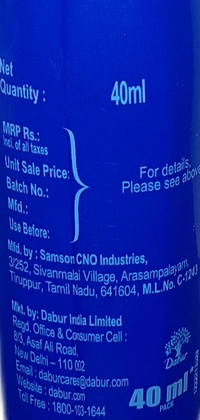 Net
Quantity :
40ml
MRP Rs.:
Incl. of all taxes
Unit Sale Price:
Batch No.:
Mfd.:
Use Before:
For details,
Please see above
Mfd. by : Samson CNO Industries,
3/252, Sivanmalai Village, Arasampalayam,
Tiruppur, Tamil Nadu, 641604, M.L.No. C-1243
Mkt. by: Dabur India Limited
Regd. Office & Consumer Cell :
8/3, Asaf Ali Road,
New Delhi – 110 002
Email : daburcares@dabur.com
Website : dabur.com
Toll Free : 1800-103-1644
Dabur
40 ml*
PACK